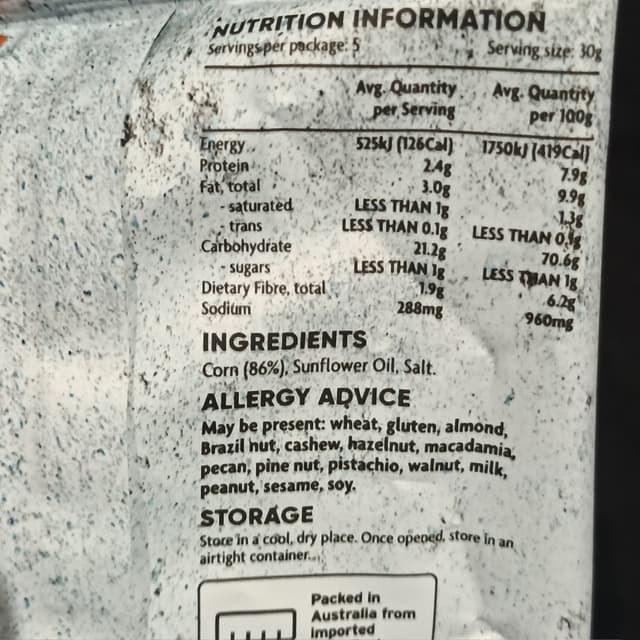 NUTRITION INFORMATION
Servings per package: 5 Serving size: 30g
Avg. Quantity per Serving Avg. Quantity per 100g
Energy 525kJ (126Cal) 1750kJ (419Cal)
Protein 2.4g 7.9g
Fat, total 3.0g 9.9g
- saturated LESS THAN 1g 1.3g
- trans LESS THAN 0.1g LESS THAN 0.1g
Carbohydrate 21.2g 70.6g
- sugars LESS THAN 1g LESS THAN 1g
Dietary Fibre, total 1.9g 6.2g
Sodium 288mg 960mg
INGREDIENTS
Corn (86%), Sunflower Oil, Salt.
ALLERGY ADVICE
May be present: wheat, gluten, almond,
Brazil nut, cashew, hazelnut, macadamia,
pecan, pine nut, pistachio, walnut, milk,
peanut, sesame, soy.
STORAGE
Store in a cool, dry place. Once opened, store in an
airtight container.
Packed in
Australia from
imported